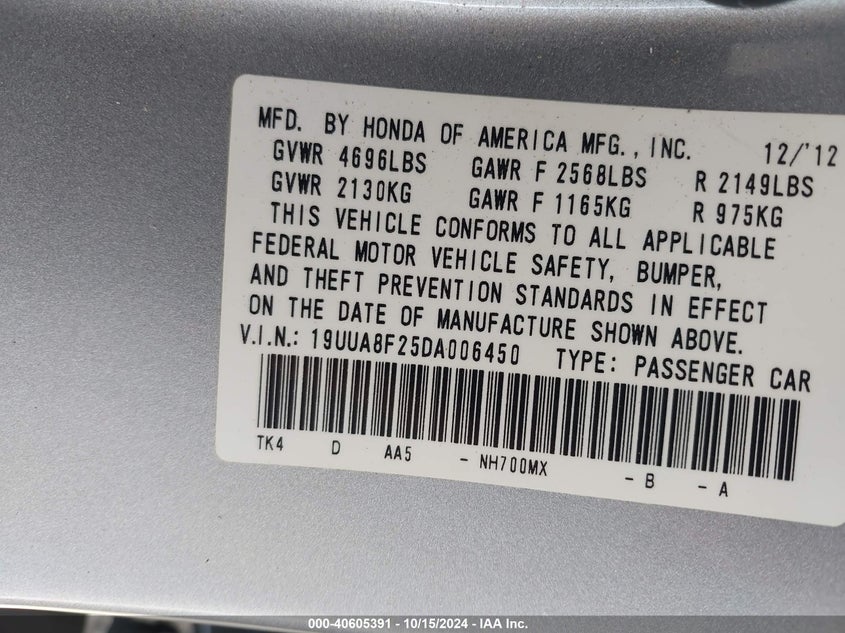 MFD. BY HONDA OF AMERICA MFG., INC. 12/'12
GVWR 4696LBS GAWR F 2568LBS R 2149LBS
GVWR 2130KG GAWR F 1165KG R 975KG
THIS VEHICLE CONFORMS TO ALL APPLICABLE
FEDERAL MOTOR VEHICLE SAFETY, BUMPER,
AND THEFT PREVENTION STANDARDS IN EFFECT
ON THE DATE OF MANUFACTURE SHOWN ABOVE.
V.I.N.: 19UUA8F25DA006450 TYPE: PASSENGER CAR
TK4 D AA5 - NH700MX - B - A
000-40605391 - 10/15/2024 - IAA Inc.